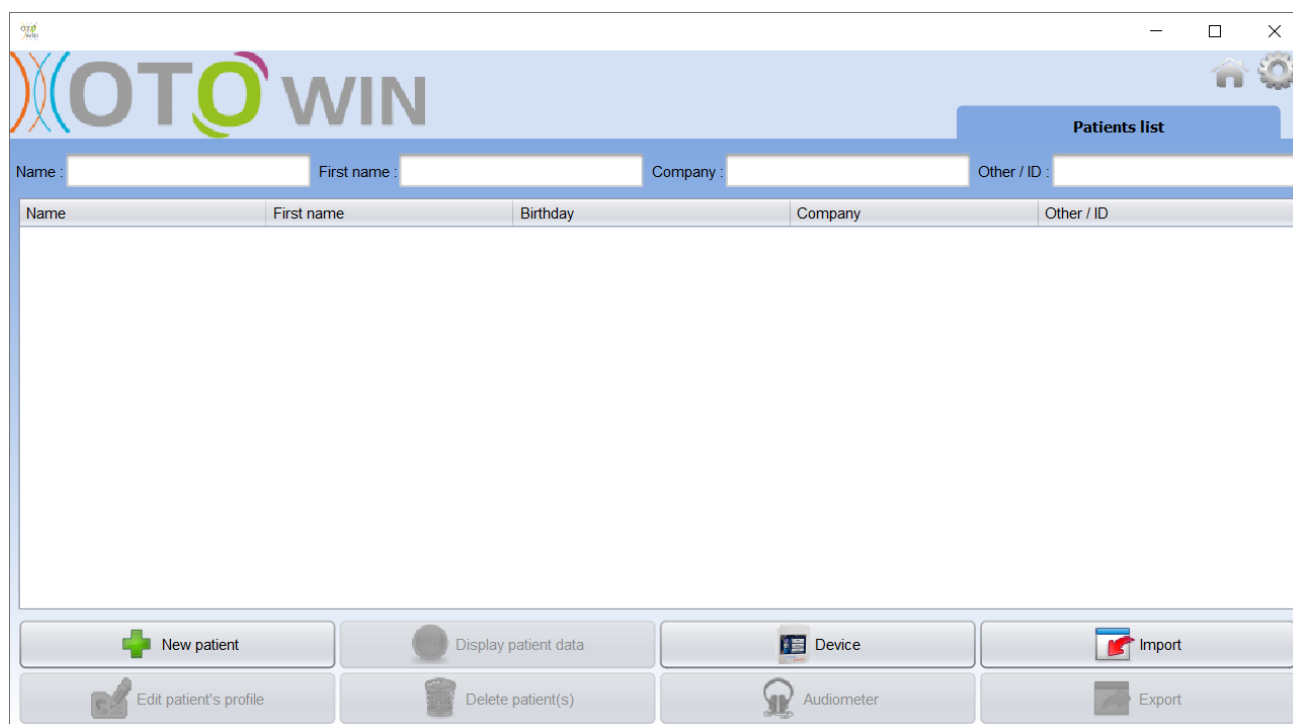 OTO WIN
Patients list
Name : First name : Company : Other / ID :
Name First name Birthday Company Other / ID
New patient Display patient data Device Import
Edit patient's profile Delete patient(s) Audiometer Export